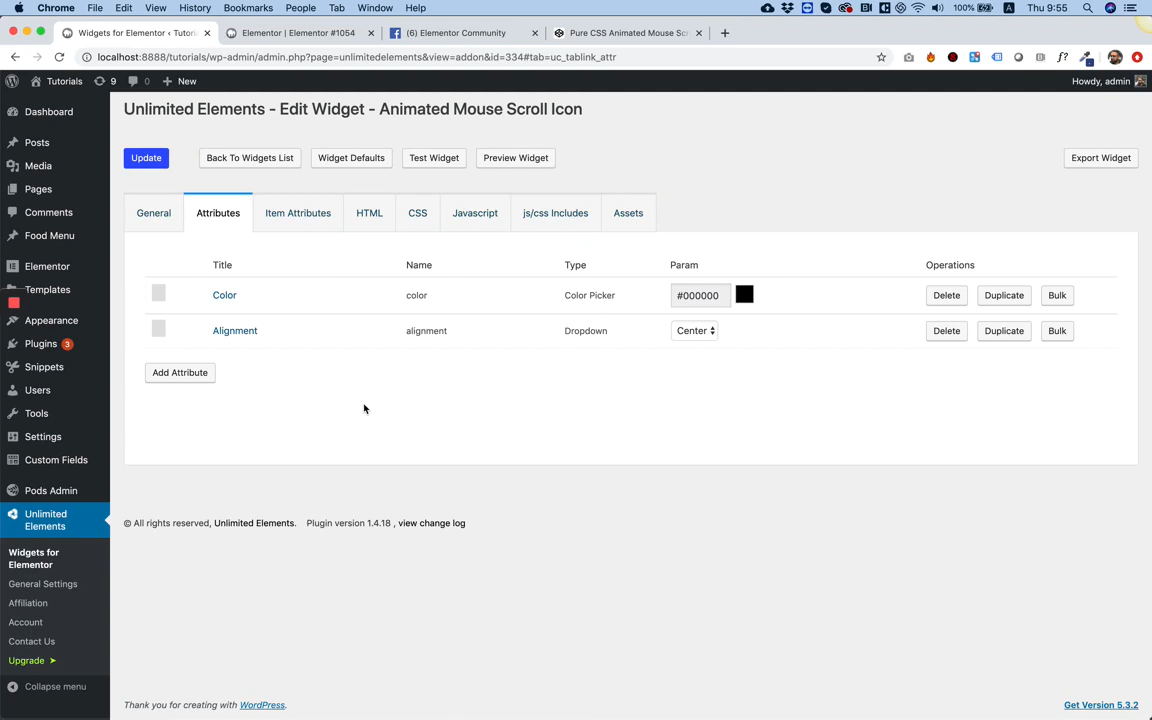 Chrome File Edit View History Bookmarks People Tab Window Help 100% Thu 9:55
Widgets for Elementor ‹ Tutori × Elementor | Elementor #1054 × (6) Elementor Community × Pure CSS Animated Mouse Sc × +
localhost:8888/tutorials/wp-admin/admin.php?page=unlimitedelements&view=addon&id=334#tab=uc_tablink_attr
Tutorials 9 0 + New Howdy, admin
Dashboard
Posts
Media
Pages
Comments
Food Menu
Elementor
Templates
Appearance
Plugins 3
Snippets
Users
Tools
Settings
Custom Fields
Pods Admin
Unlimited
Elements
Widgets for
Elementor
General Settings
Affiliation
Account
Contact Us
Upgrade ➤
Collapse menu
Unlimited Elements - Edit Widget - Animated Mouse Scroll Icon
Update Back To Widgets List Widget Defaults Test Widget Preview Widget Export Widget
General Attributes Item Attributes HTML CSS Javascript js/css Includes Assets
Title Name Type Param Operations
Color color Color Picker #000000 Delete Duplicate Bulk
Alignment alignment Dropdown Center Delete Duplicate Bulk
Add Attribute
© All rights reserved, Unlimited Elements. Plugin version 1.4.18 , view change log
Thank you for creating with WordPress. Get Version 5.3.2